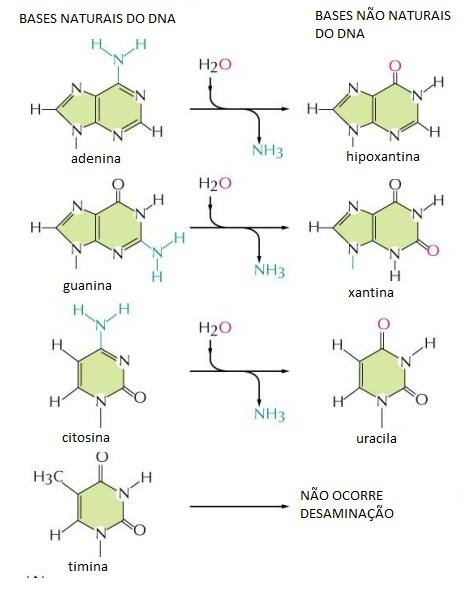 BASES NATURAIS DO DNA
BASES NÃO NATURAIS
DO DNA
H H
N
H2O
O
N N H
H H
N N H
N N H
adenina
NH3
hipoxantina
O
H2O
O
N N H
H
N N N H
H
N N H
H
N N O
H
guanina
NH3
xantina
H H
N
H2O
O
H N
H N O
H N H
H N O
citosina
NH3
uracila
O
H3C N H
H N O
NÃO OCORRE
DESAMINAÇÃO
timina